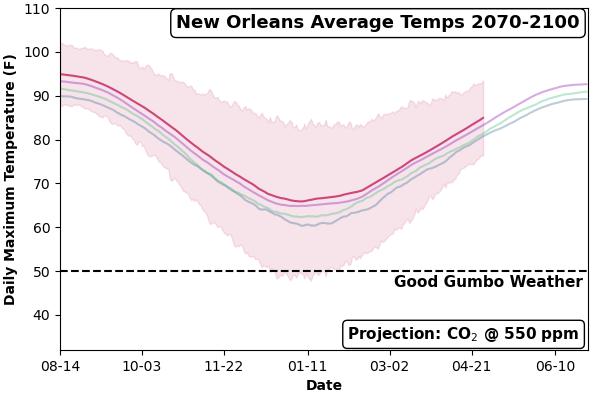 New Orleans Average Temps 2070-2100
Daily Maximum Temperature (F)
110
100
90
80
70
60
50
40
Good Gumbo Weather
Projection: CO₂ @ 550 ppm
08-14 10-03 11-22 01-11 03-02 04-21 06-10
Date